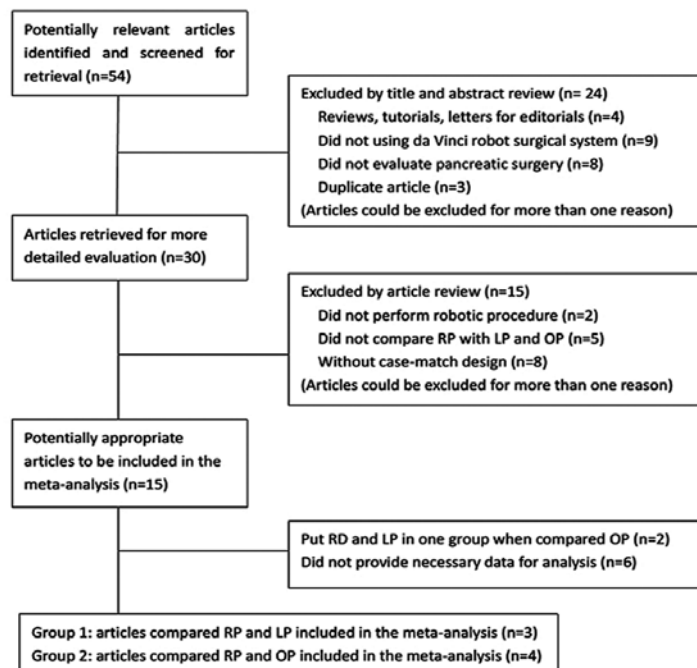 Potentially relevant articles
identified and screened for
retrieval (n=54)
Excluded by title and abstract review (n= 24)
Reviews, tutorials, letters for editorials (n=4)
Did not using da Vinci robot surgical system (n=9)
Did not evaluate pancreatic surgery (n=8)
Duplicate article (n=3)
(Articles could be excluded for more than one reason)
Articles retrieved for more
detailed evaluation (n=30)
Excluded by article review (n=15)
Did not perform robotic procedure (n=2)
Did not compare RP with LP and OP (n=5)
Without case-match design (n=8)
(Articles could be excluded for more than one reason)
Potentially appropriate
articles to be included in the
meta-analysis (n=15)
Put RD and LP in one group when compared OP (n=2)
Did not provide necessary data for analysis (n=6)
Group 1: articles compared RP and LP included in the meta-analysis (n=3)
Group 2: articles compared RP and OP included in the meta-analysis (n=4)